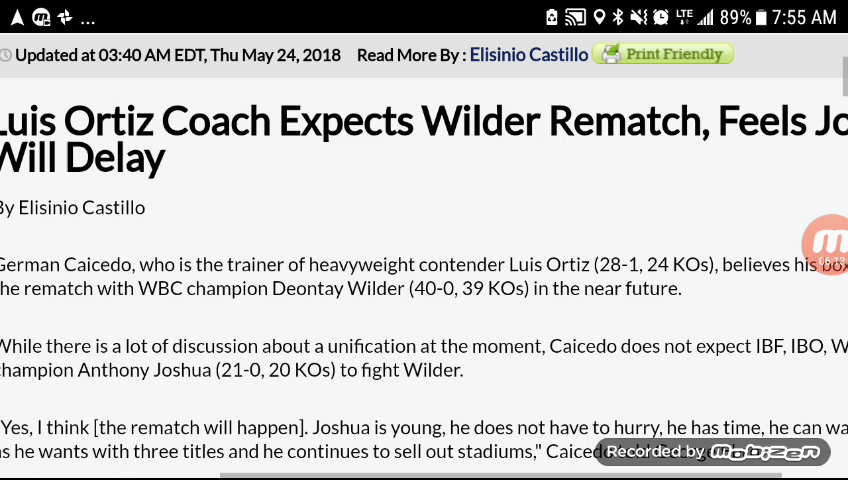 ... LTE 89% 7:55 AM
Updated at 03:40 AM EDT, Thu May 24, 2018 Read More By : Elisinio Castillo Print Friendly
Luis Ortiz Coach Expects Wilder Rematch, Feels Jo
Will Delay
By Elisinio Castillo
German Caicedo, who is the trainer of heavyweight contender Luis Ortiz (28-1, 24 KOs), believes his box
the rematch with WBC champion Deontay Wilder (40-0, 39 KOs) in the near future.
06:13
While there is a lot of discussion about a unification at the moment, Caicedo does not expect IBF, IBO, W
champion Anthony Joshua (21-0, 20 KOs) to fight Wilder.
"Yes, I think [the rematch will happen]. Joshua is young, he does not have to hurry, he has time, he can wa
as he wants with three titles and he continues to sell out stadiums," Caicedo
Recorded by mobizen